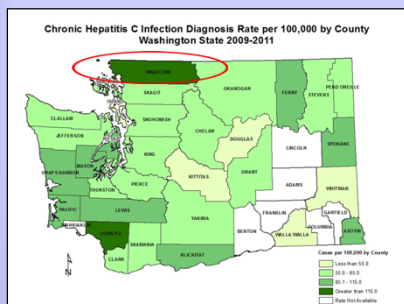 Chronic Hepatitis C Infection Diagnosis Rate per 100,000 by County
Washington State 2009-2011
WHATCOM
SKAGIT
OKANOGAN
FERRY
STEVENS
PEND OREILLE
CLALLAM
SNOHOMISH
CHELAN
JEFFERSON
DOUGLAS
LINCOLN
SPOKANE
MASON
KING
GRAYS HARBOR
KITTITAS
GRANT
ADAMS
WHITMAN
THURSTON
PIERCE
PACIFIC
LEWIS
YAKIMA
FRANKLIN
GARFIELD
COLUMBIA
WAHKIAKUM
COWLITZ
BENTON
WALLA WALLA
ASOTIN
SKAMANIA
KLICKITAT
CLARK
N
Cases per 100,000 by County
Less than 55.0
55.0 - 85.0
85.1 - 115.0
Greater than 115.0
Rate Not Available